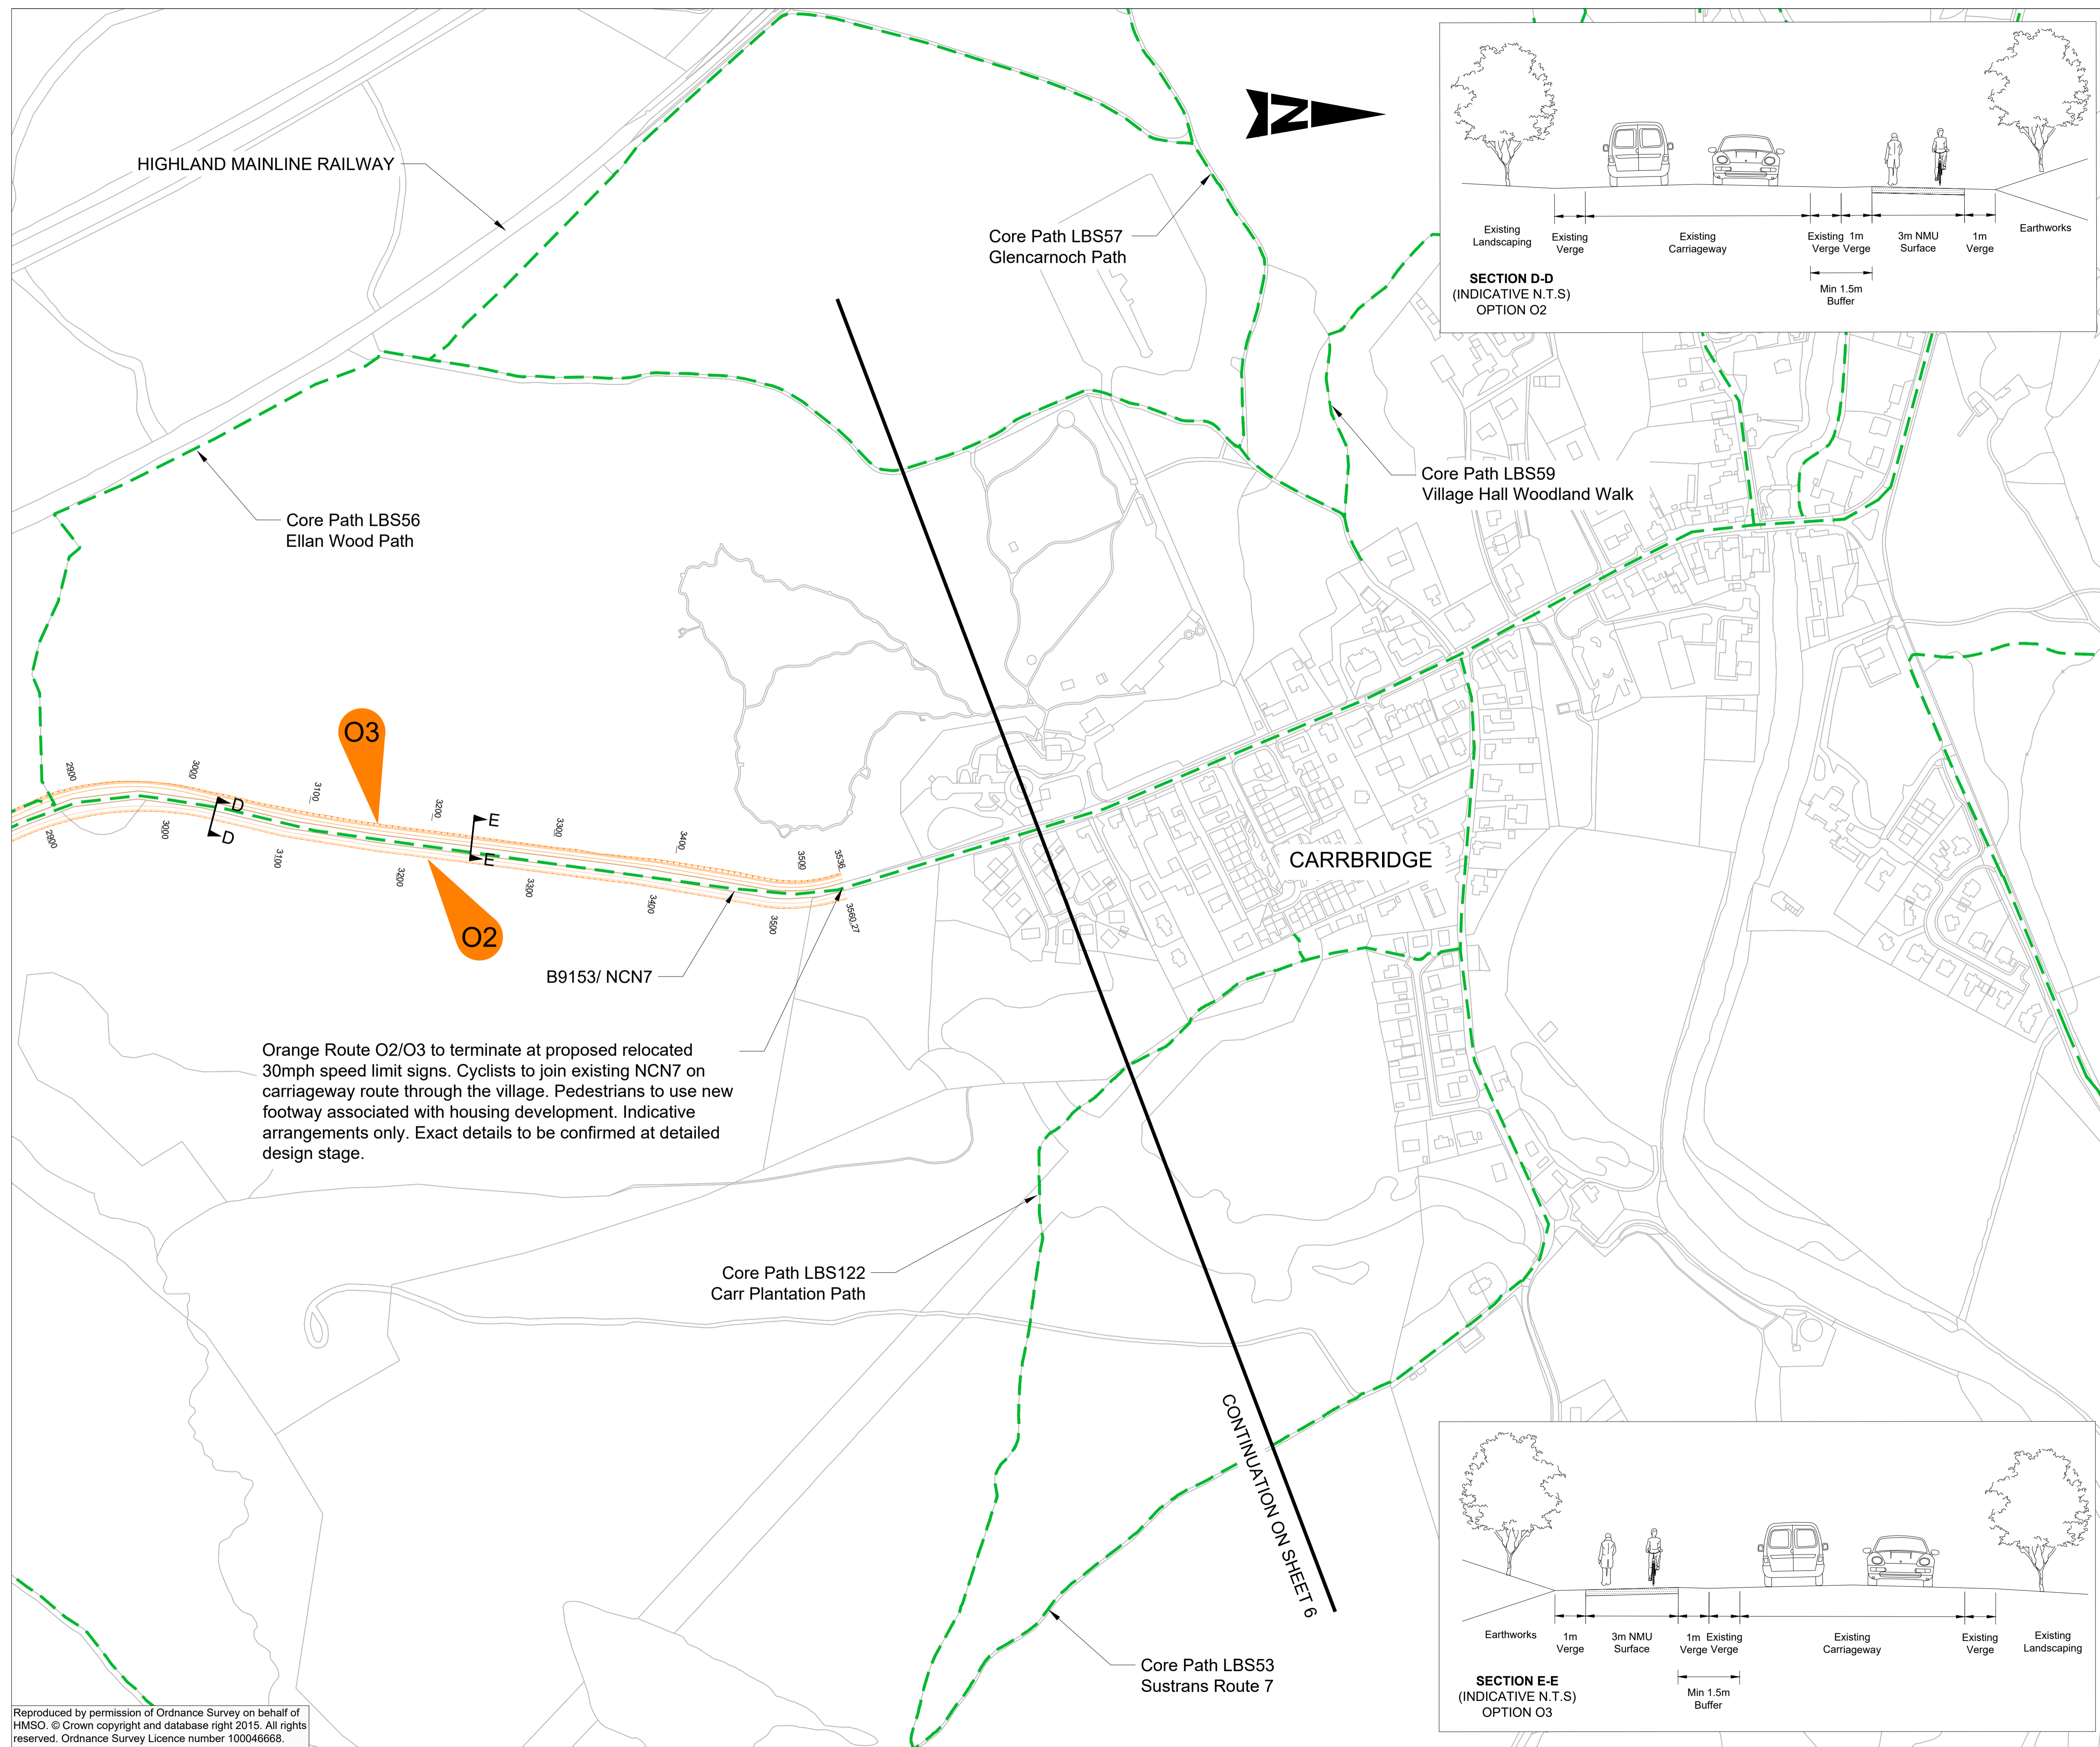 HIGHLAND MAINLINE RAILWAY
N
Core Path LBS57
Glencarnoch Path
Existing
Landscaping
Existing
Verge
Existing
Carriageway
Existing
Verge
1m
Verge
3m NMU
Surface
1m
Verge
Earthworks
Min 1.5m
Buffer
SECTION D-D
(INDICATIVE N.T.S)
OPTION O2
Core Path LBS59
Village Hall Woodland Walk
Core Path LBS56
Ellan Wood Path
O3
2900
3000
3100
3200
3300
3400
3500
3536
D
D
E
E
2900
3000
3100
3200
3300
3400
3500
3560.27
O2
CARRBRIDGE
B9153/ NCN7
Orange Route O2/O3 to terminate at proposed relocated
30mph speed limit signs. Cyclists to join existing NCN7 on
carriageway route through the village. Pedestrians to use new
footway associated with housing development. Indicative
arrangements only. Exact details to be confirmed at detailed
design stage.
Core Path LBS122
Carr Plantation Path
CONTINUATION ON SHEET 6
Core Path LBS53
Sustrans Route 7
Earthworks
1m
Verge
3m NMU
Surface
1m
Verge
Existing
Verge
Existing
Carriageway
Existing
Verge
Existing
Landscaping
Min 1.5m
Buffer
SECTION E-E
(INDICATIVE N.T.S)
OPTION O3
Reproduced by permission of Ordnance Survey on behalf of
HMSO. © Crown copyright and database right 2015. All rights
reserved. Ordnance Survey Licence number 100046668.